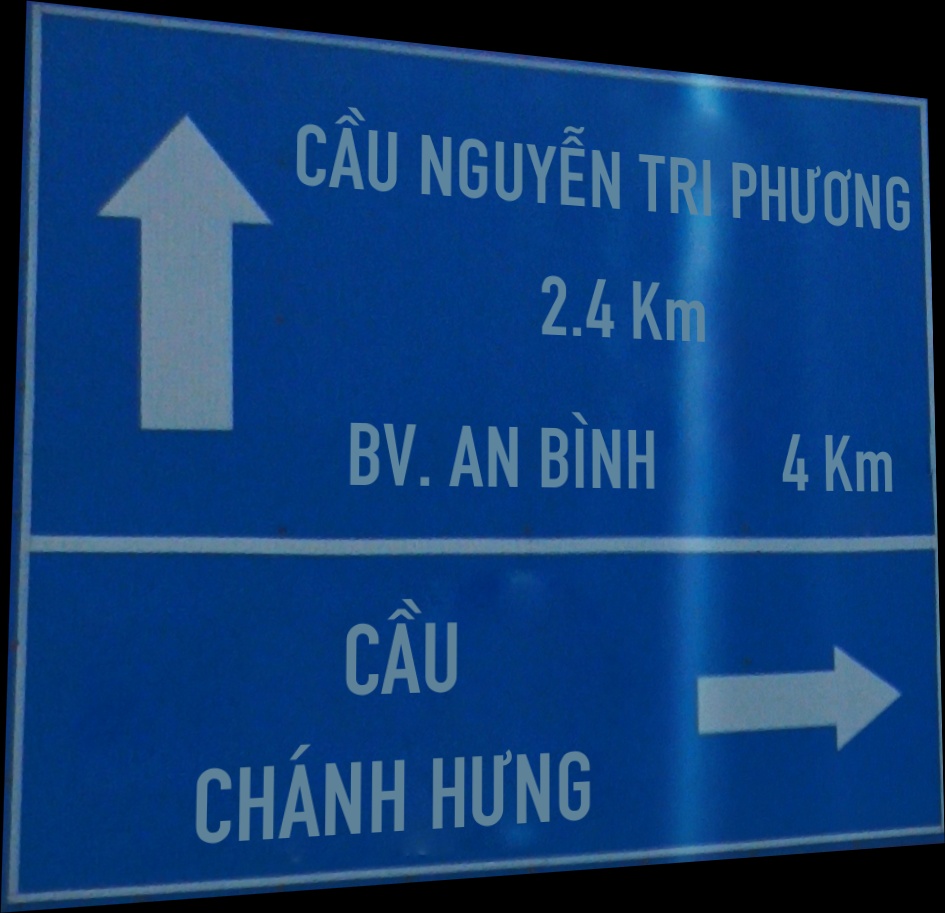 CẦU NGUYỄN TRI PHƯƠNG
2.4 Km
BV. AN BÌNH 4 Km
CẦU
CHÁNH HƯNG